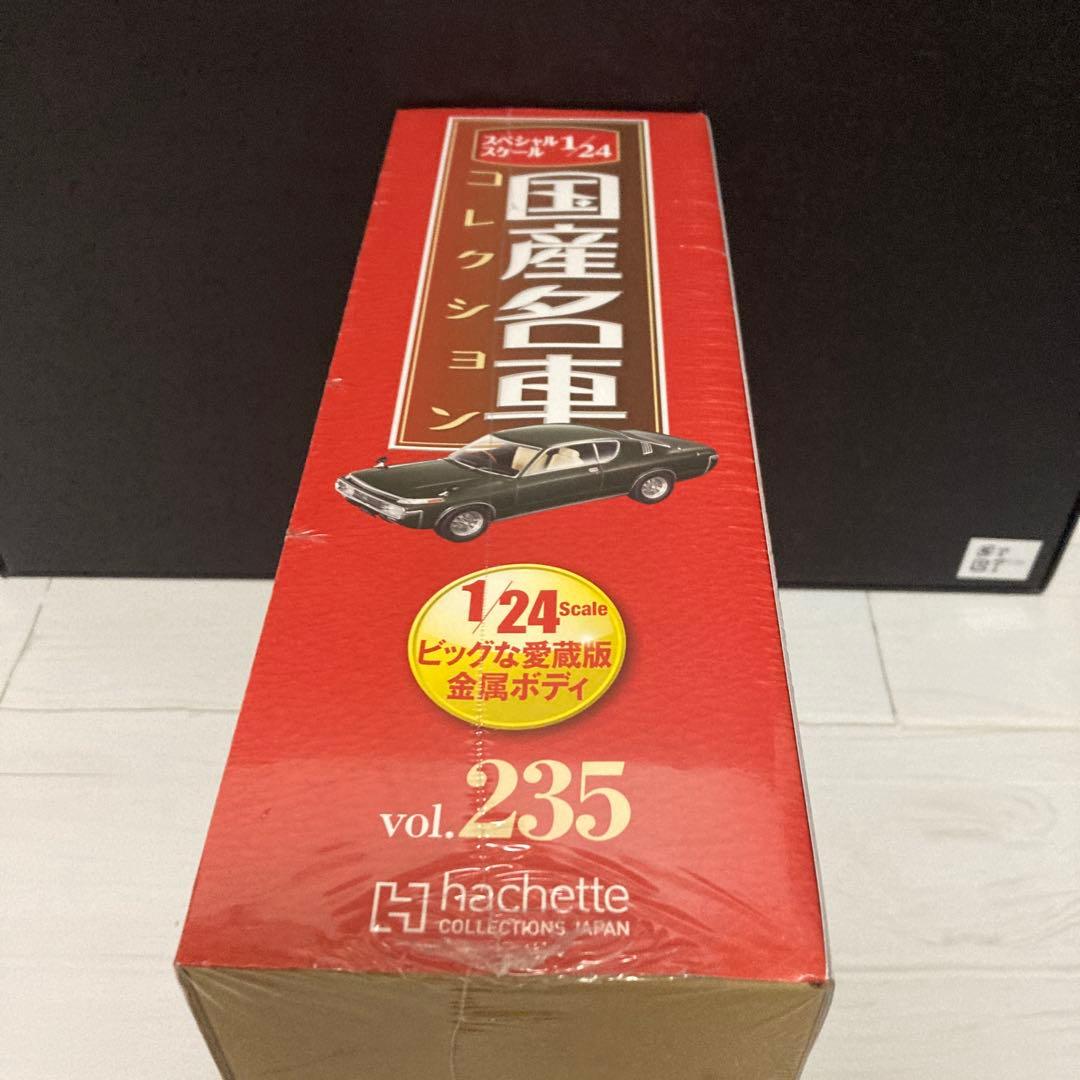 スペシャル
スケール 1/24
国産名車
コレクション
1/24 Scale
ビッグな愛蔵版
金属ボディ
vol.235
hachette
COLLECTIONS JAPAN